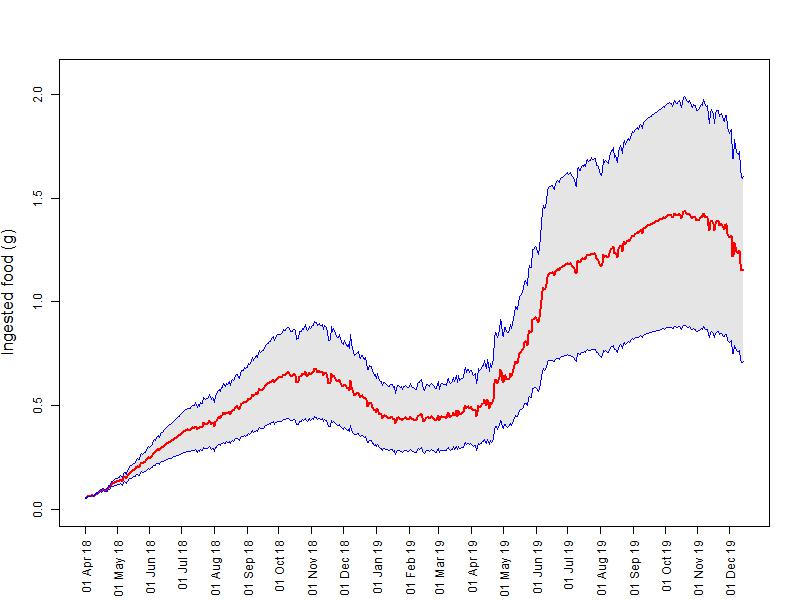 Ingested food (g)
2.0
1.5
1.0
0.5
0.0
01 Apr 18
01 May 18
01 Jun 18
01 Jul 18
01 Aug 18
01 Sep 18
01 Oct 18
01 Nov 18
01 Dec 18
01 Jan 19
01 Feb 19
01 Mar 19
01 Apr 19
01 May 19
01 Jun 19
01 Jul 19
01 Aug 19
01 Sep 19
01 Oct 19
01 Nov 19
01 Dec 19